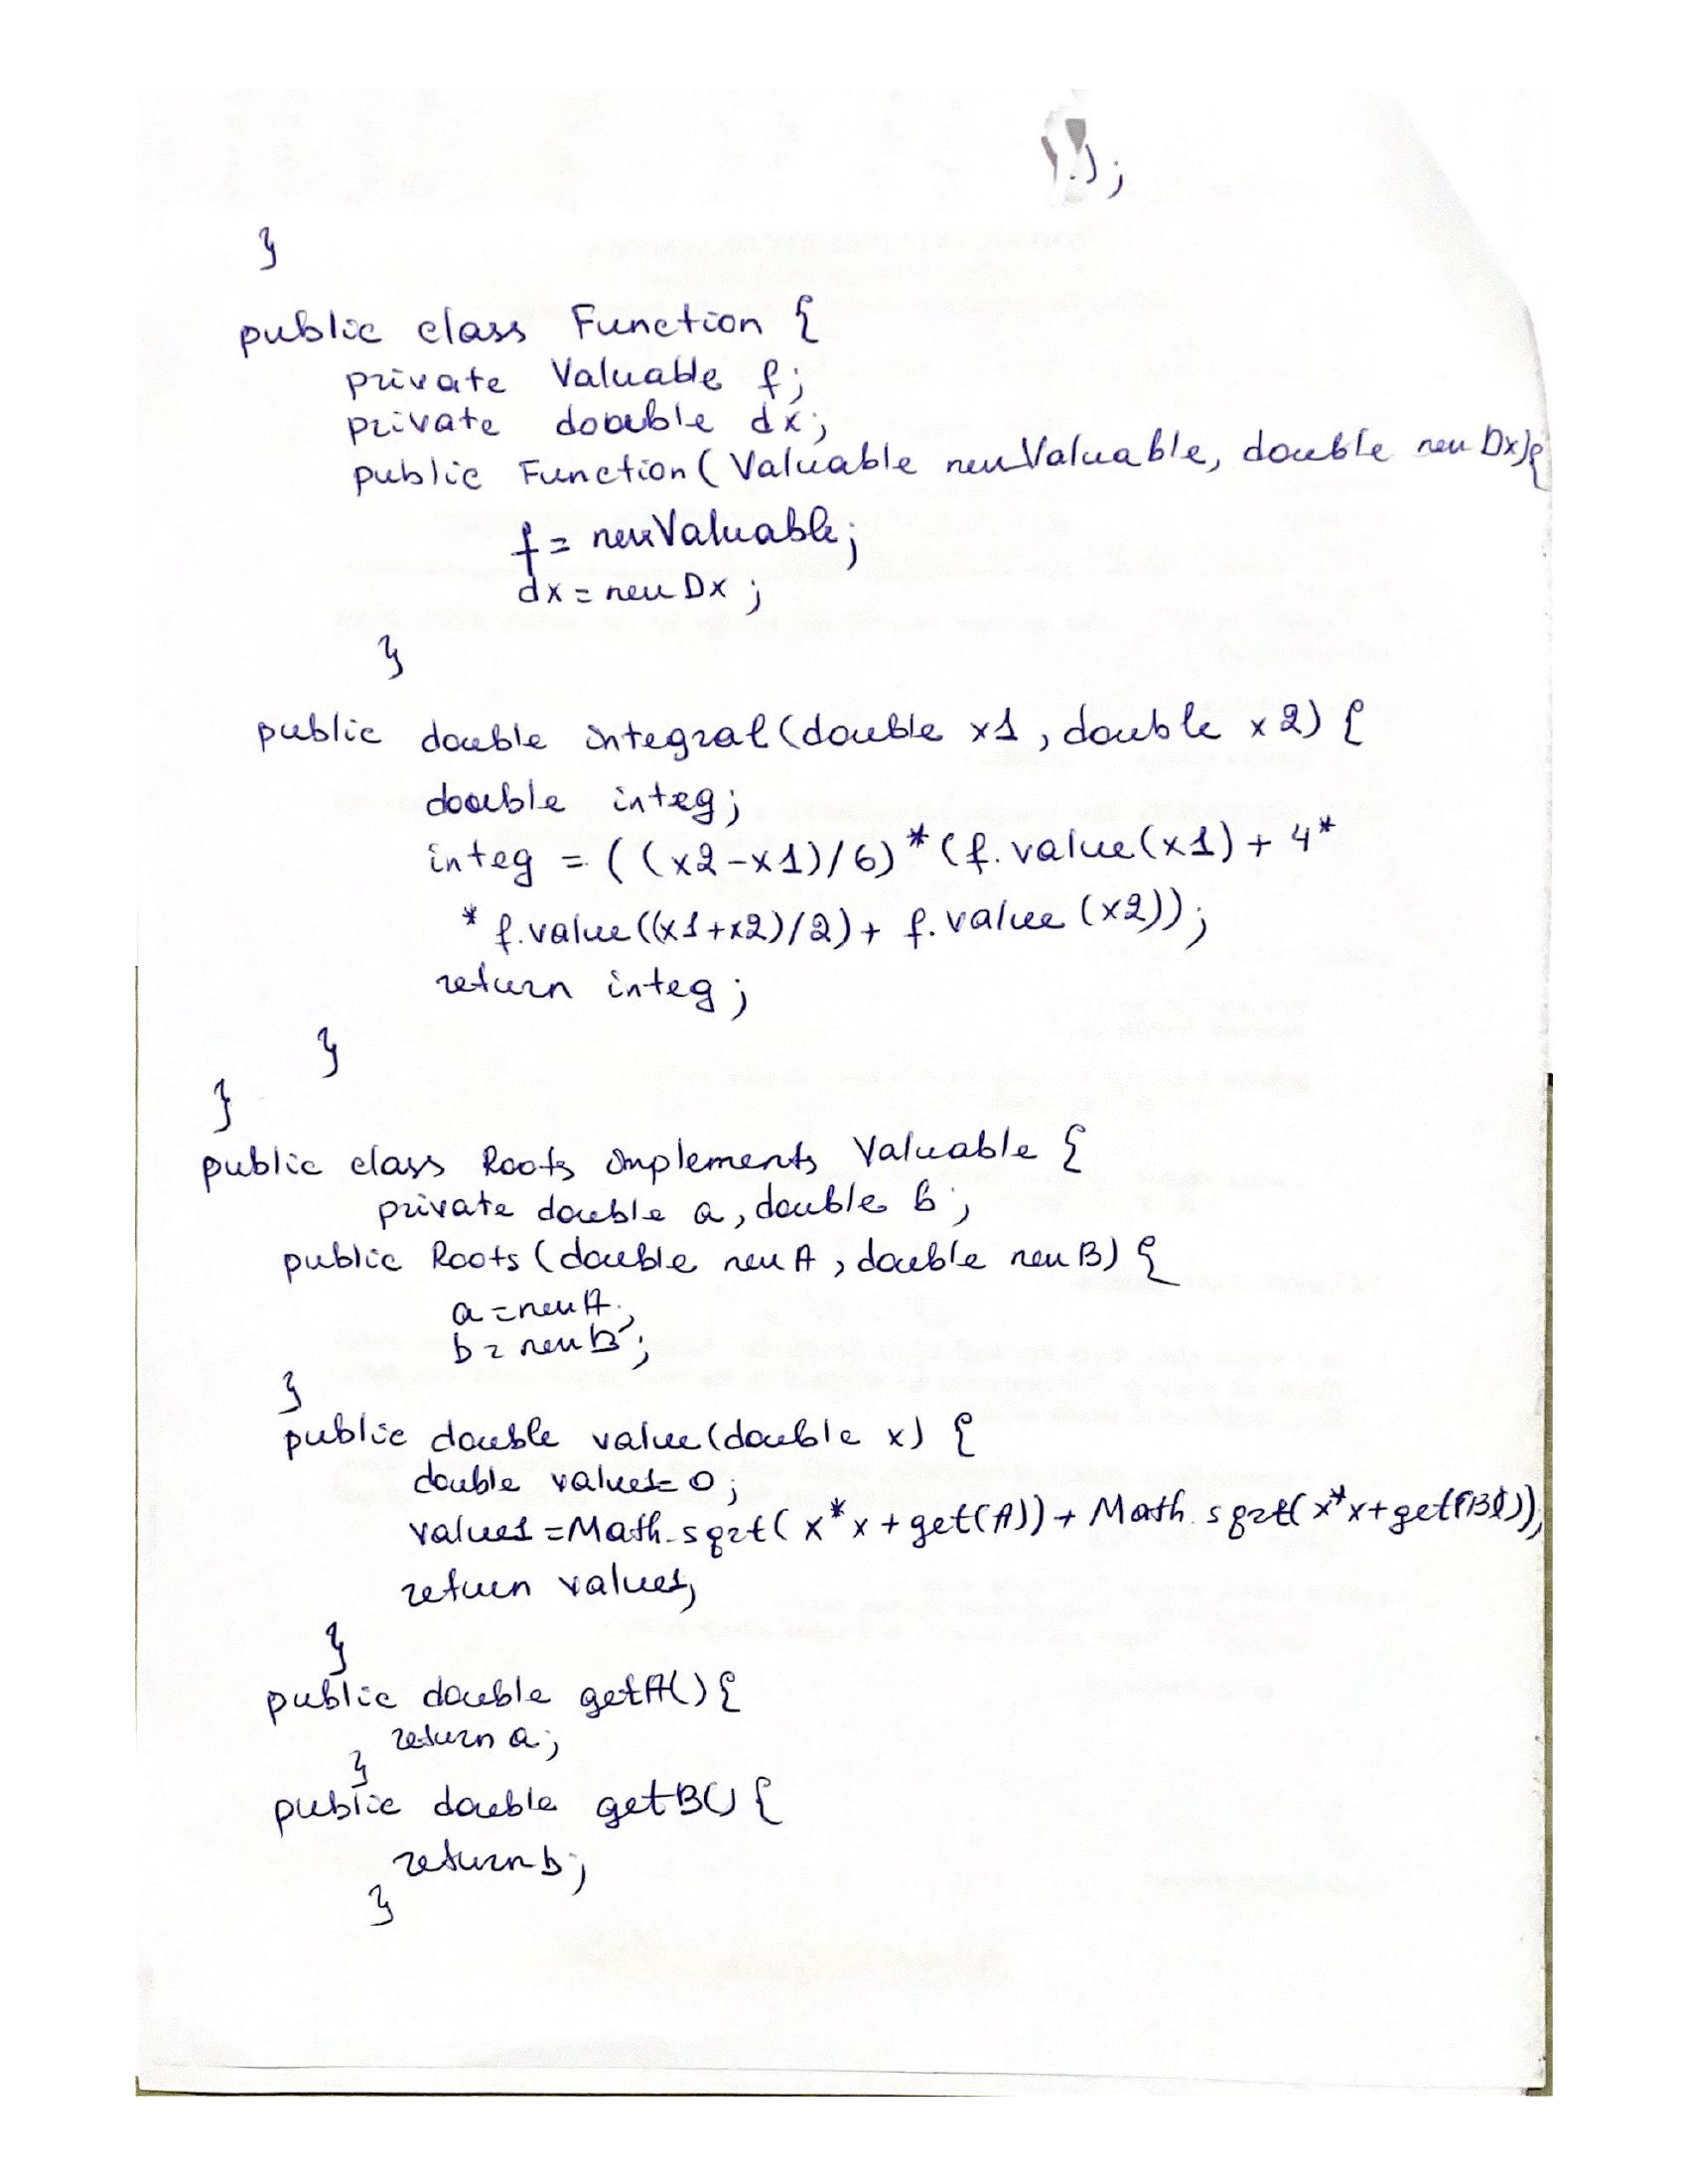 );
}
public class Function {
private Valuable f;
private double dx;
public Function (Valuable newValuable, double newDx){
f = newValuable;
dx = newDx ;
}
public double integral (double x1, double x2) {
double integ;
integ = ((x2-x1)/6) * (f.value(x1) + 4*
* f.value((x1+x2)/2) + f.value (x2));
return integ;
}
}
public class Roots implements Valuable {
private double a, double b;
public Roots (double newA, double newB) {
a = newA;
b = newB;
}
public double value (double x) {
double value1= 0;
value1 = Math.sqrt( x*x + get(A)) + Math.sqrt( x*x + get(B));
return value1;
}
public double getA() {
return a;
}
public double getB() {
return b;
}